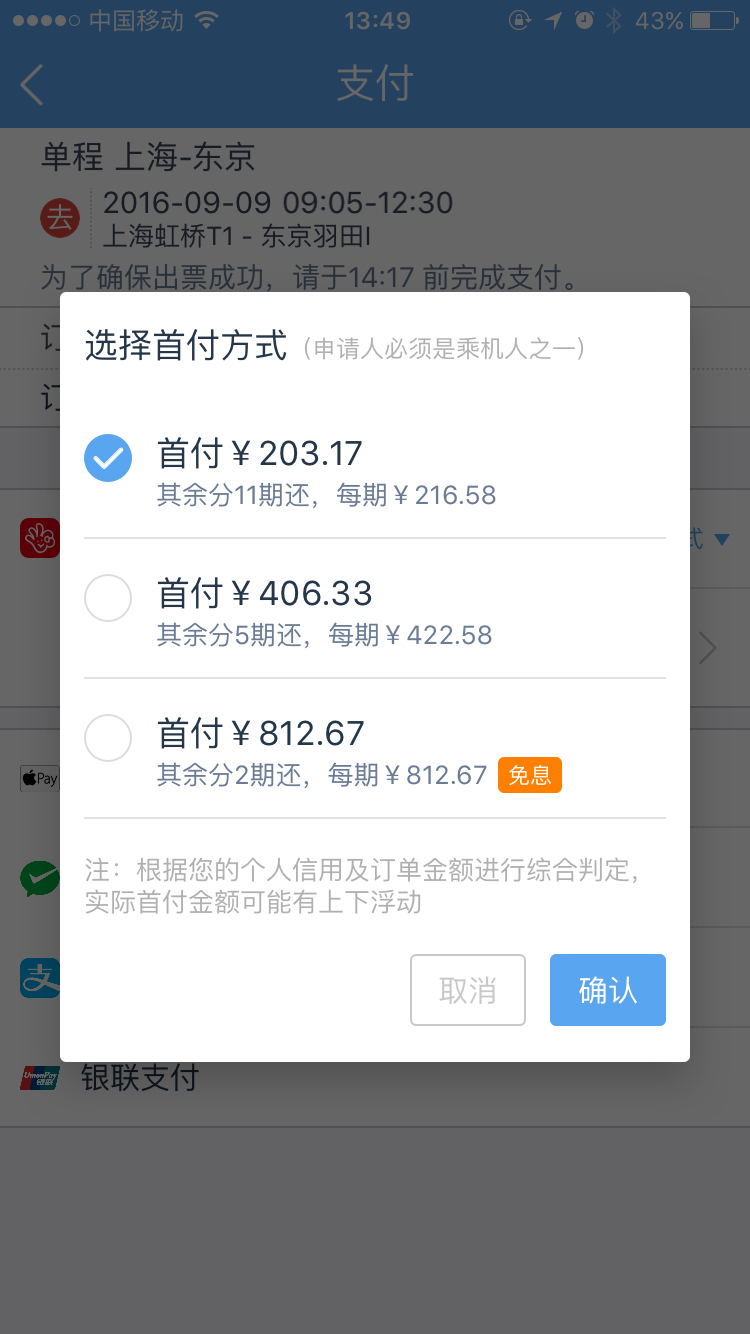 中国移动 13:49 43%
支付
单程 上海-东京
去
2016-09-09 09:05-12:30
上海虹桥T1 - 东京羽田I
为了确保出票成功，请于14:17 前完成支付。
选择首付方式（申请人必须是乘机人之一）
首付￥203.17
其余分11期还，每期￥216.58
式
首付￥406.33
其余分5期还，每期￥422.58
首付￥812.67
其余分2期还，每期￥812.67 免息
Pay
注：根据您的个人信用及订单金额进行综合判定，
实际首付金额可能有上下浮动
支
取消 确认
UnionPay
银联
银联支付